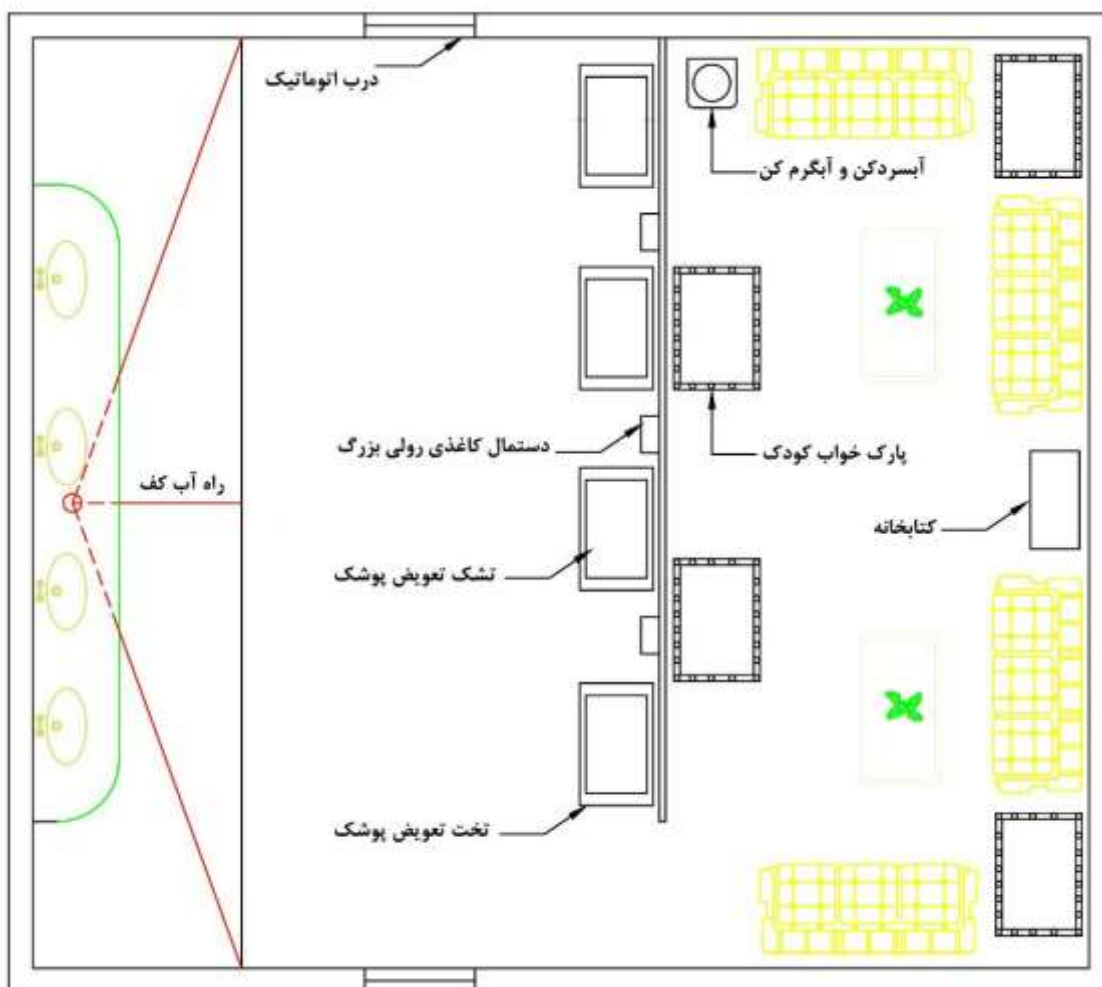 درب اتوماتیک
آبسردکن و آبگرم کن
دستمال کاغذی رولی بزرگ
پارک خواب کودک
راه آب کف
کتابخانه
تشک تعویض پوشک
تخت تعویض پوشک